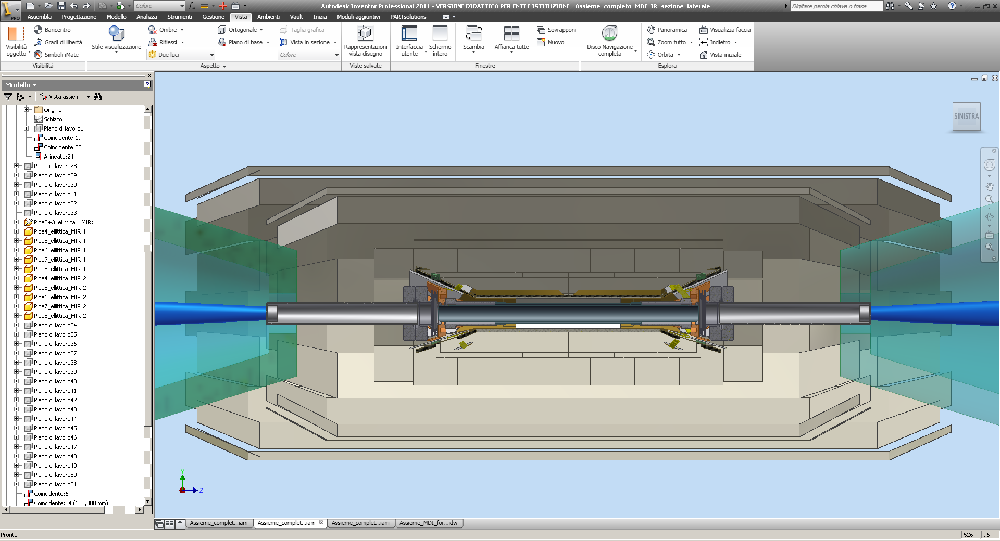 Colore
Autodesk Inventor Professional 2011 - VERSIONE DIDATTICA PER ENTI E ISTITUZIONI Assieme_completo_MDI_IR_sezione_laterale
Digitare parola chiave o frase
PRO
Assembla Progettazione Modello Analizza Strumenti Gestione Vista Ambienti Vault Inizia Moduli aggiuntivi PARTsolutions
Visibilità oggetto
Baricentro
Gradi di libertà
Simboli iMate
Visibilità
Stile visualizzazione
Ombre
Riflessi
Due luci
Ortogonale
Piano di base
Aspetto
Taglia grafica
Vista in sezione
Colore
Rappresentazioni vista disegno
Viste salvate
Interfaccia utente
Schermo intero
Scambia
Affianca tutte
Sovrapponi
Nuovo
Finestre
Disco Navigazione completa
Panoramica
Zoom tutto
Orbita
Visualizza faccia
Indietro
Vista iniziale
Esplora
Modello
Vista assiemi
Origine
Schizzo1
Piano di lavoro1
Coincidente:19
Coincidente:20
Allineato:24
Piano di lavoro28
Piano di lavoro29
Piano di lavoro30
Piano di lavoro31
Piano di lavoro32
Piano di lavoro33
Pipe2+3_ellittica__MIR:1
Pipe4_ellittica_MIR:1
Pipe5_ellittica_MIR:1
Pipe6_ellittica_MIR:1
Pipe7_ellittica_MIR:1
Pipe8_ellittica_MIR:1
Pipe4_ellittica_MIR:2
Pipe5_ellittica_MIR:2
Pipe6_ellittica_MIR:2
Pipe7_ellittica_MIR:2
Pipe8_ellittica_MIR:2
Piano di lavoro34
Piano di lavoro35
Piano di lavoro36
Piano di lavoro37
Piano di lavoro38
Piano di lavoro39
Piano di lavoro40
Piano di lavoro41
Piano di lavoro42
Piano di lavoro43
Piano di lavoro44
Piano di lavoro45
Piano di lavoro46
Piano di lavoro47
Piano di lavoro48
Piano di lavoro49
Piano di lavoro50
Piano di lavoro51
Coincidente:6
Coincidente:24 (150,000 mm)
SINISTRA
Y
Z
Assieme_complet...iam Assieme_complet...iam Assieme_complet...iam Assieme_MDI_for...idw
Pronto
526 96